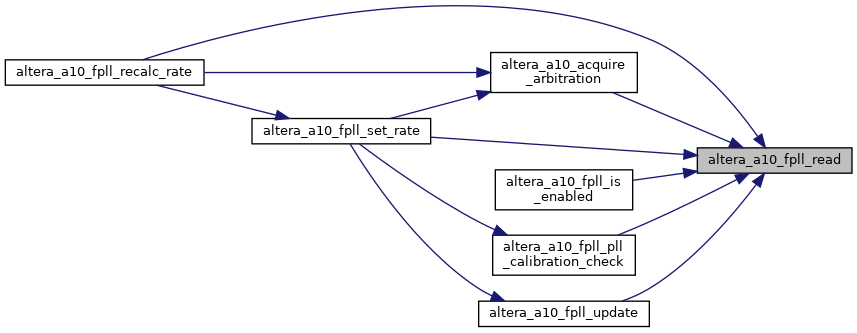 altera_a10_fpll_recalc_rate
altera_a10_acquire
_arbitration
altera_a10_fpll_set_rate
altera_a10_fpll_read
altera_a10_fpll_is
_enabled
altera_a10_fpll_pll
_calibration_check
altera_a10_fpll_update